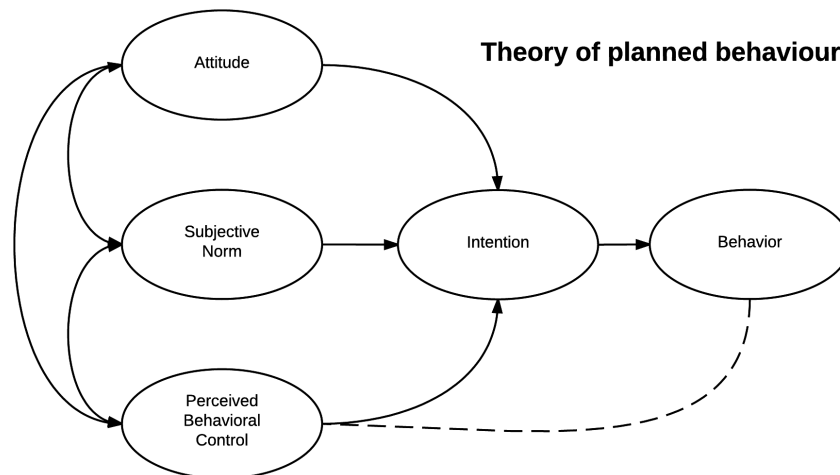 Theory of planned behaviour
Attitude
Subjective
Norm
Intention
Behavior
Perceived
Behavioral
Control